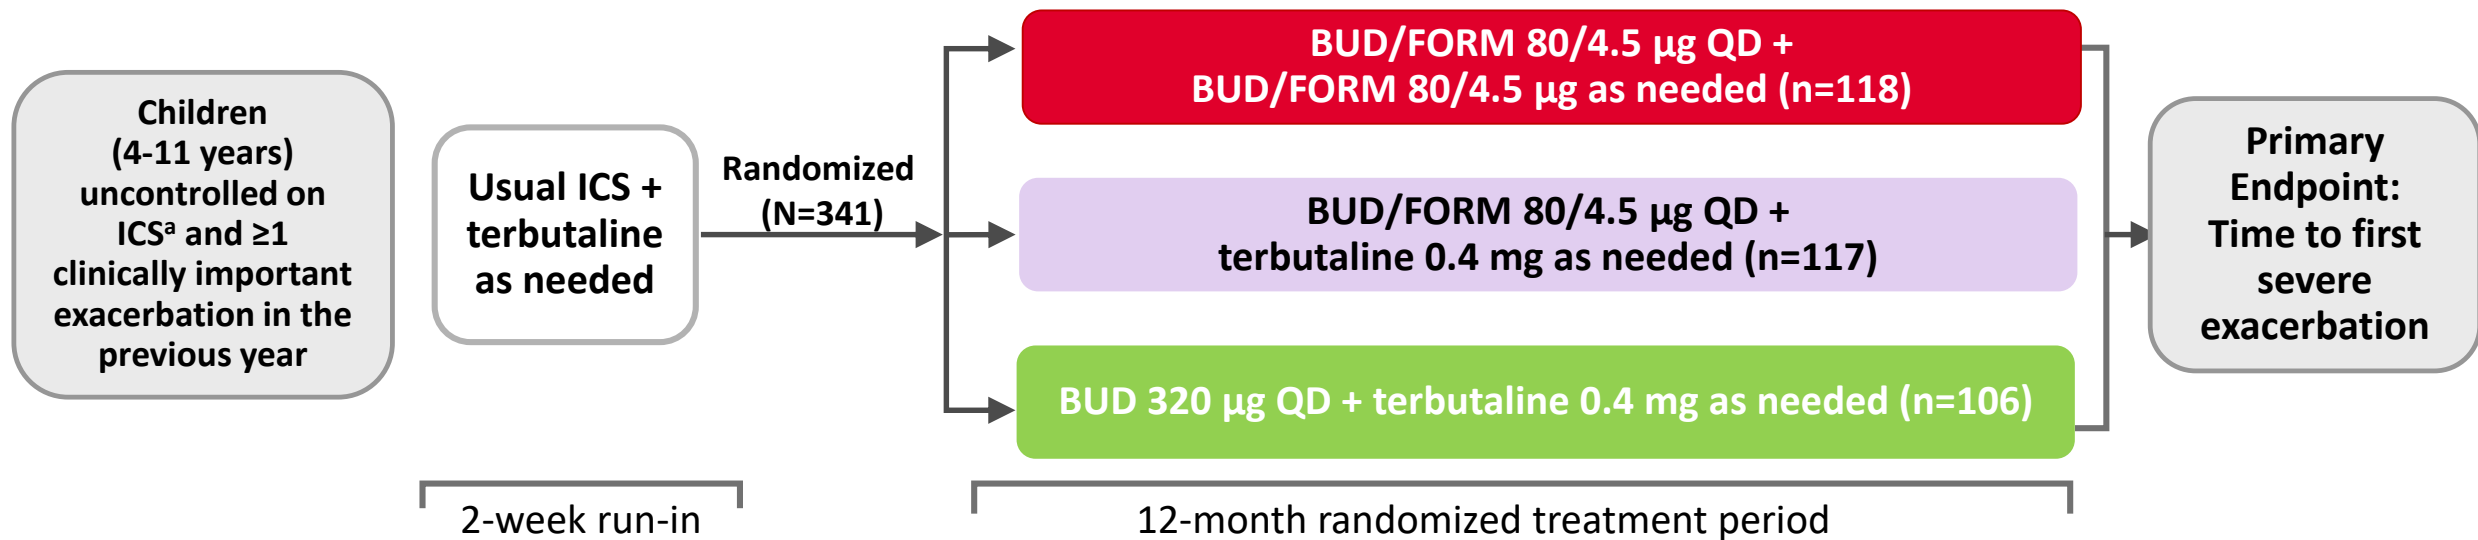 Children
(4-11 years)
uncontrolled on
ICSᵃ and ≥1
clinically important
exacerbation in the
previous year
Usual ICS +
terbutaline
as needed
Randomized
(N=341)
BUD/FORM 80/4.5 µg QD +
BUD/FORM 80/4.5 µg as needed (n=118)
BUD/FORM 80/4.5 µg QD +
terbutaline 0.4 mg as needed (n=117)
BUD 320 µg QD + terbutaline 0.4 mg as needed (n=106)
Primary
Endpoint:
Time to first
severe
exacerbation
2-week run-in
12-month randomized treatment period